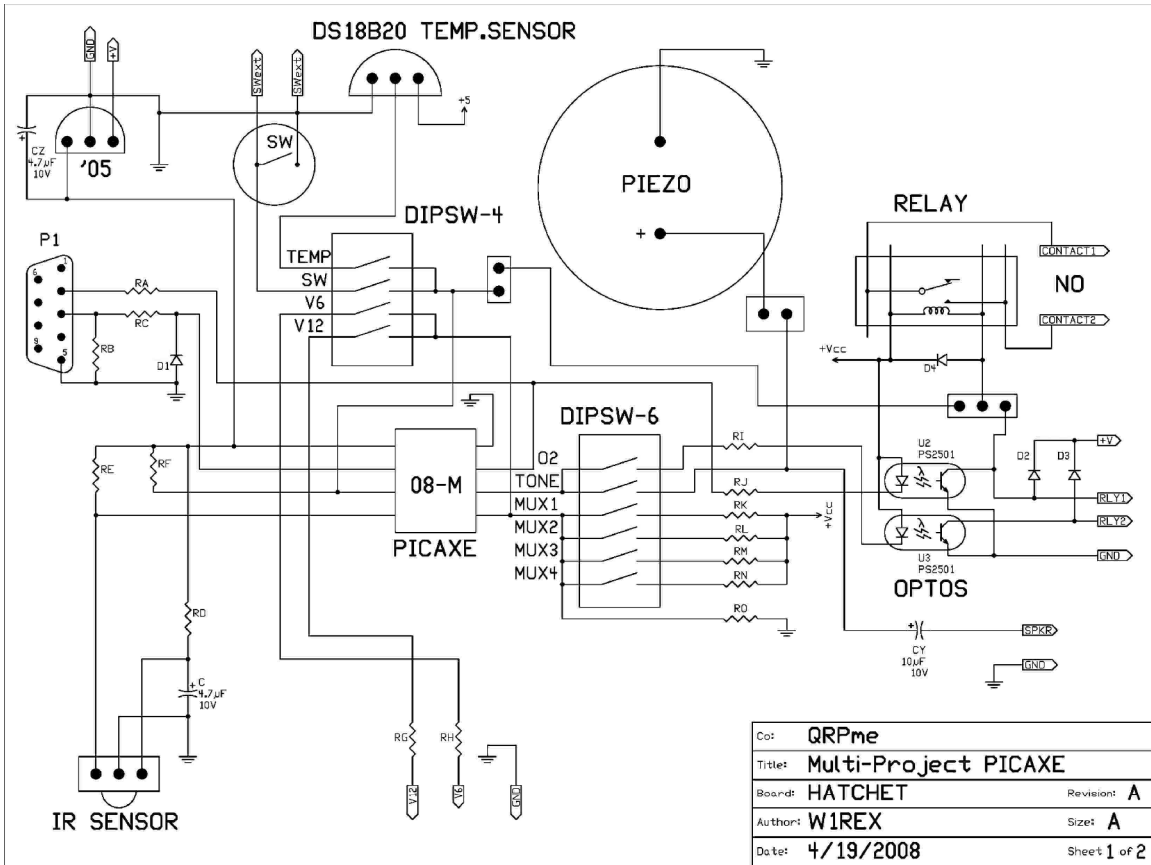 DS18B20 TEMP.SENSOR
GND
+V
SWext
SWext
+5
CZ
4.7µF
10V
'05
SW
PIEZO
+
DIPSW-4
TEMP
SW
V6
V12
RELAY
CONTACT1
NO
CONTACT2
+Vcc
D4
P1
1
6
9
5
RA
RC
RB
D1
RE
RF
08-M
PICAXE
DIPSW-6
O2
TONE
MUX1
MUX2
MUX3
MUX4
RI
RJ
RK
RL
RM
RN
RO
+Vcc
U2
PS2501
U3
PS2501
OPTOS
D2
D3
+V
RLY1
RLY2
GND
+
CY
10µF
10V
SPKR
GND
RD
+
C
4.7µF
10V
IR SENSOR
RG
RH
V12
V6
GND
Co: QRPme
Title: Multi-Project PICAXE
Board: HATCHET Revision: A
Author: W1REX Size: A
Date: 4/19/2008 Sheet 1 of 2